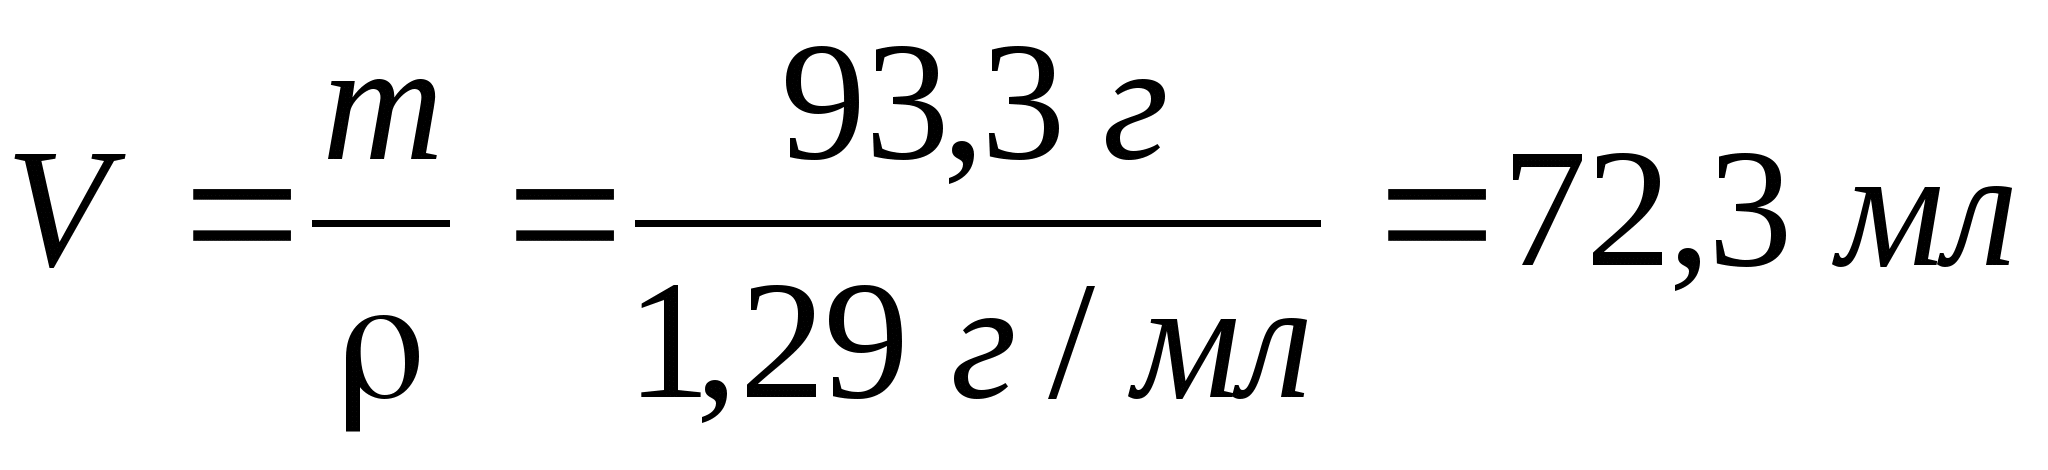 V = m/ρ = 93,3 г / 1,29 г/мл = 72,3 мл